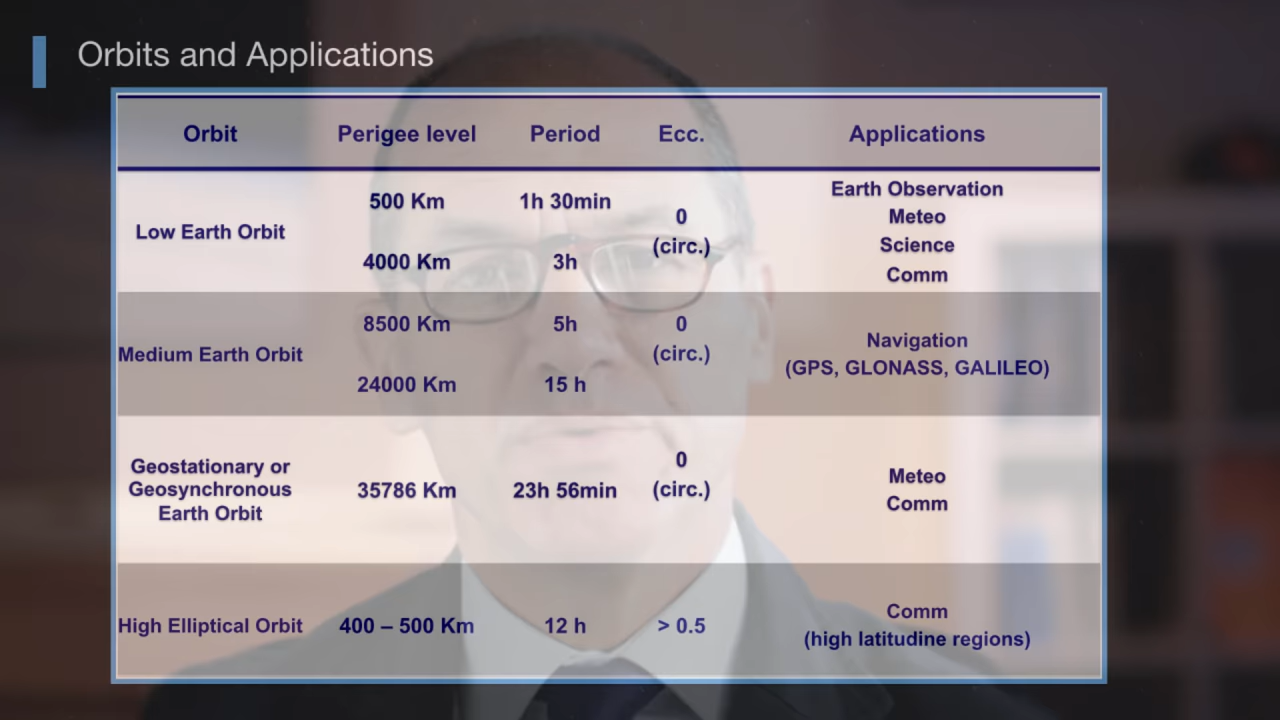 Orbits and Applications
Orbit Perigee level Period Ecc. Applications
Low Earth Orbit
500 Km
4000 Km
1h 30min
3h
0
(circ.)
Earth Observation
Meteo
Science
Comm
Medium Earth Orbit
8500 Km
24000 Km
5h
15 h
0
(circ.)
Navigation
(GPS, GLONASS, GALILEO)
Geostationary or
Geosynchronous
Earth Orbit
35786 Km
23h 56min
0
(circ.)
Meteo
Comm
High Elliptical Orbit
400 – 500 Km
12 h
> 0.5
Comm
(high latitudine regions)